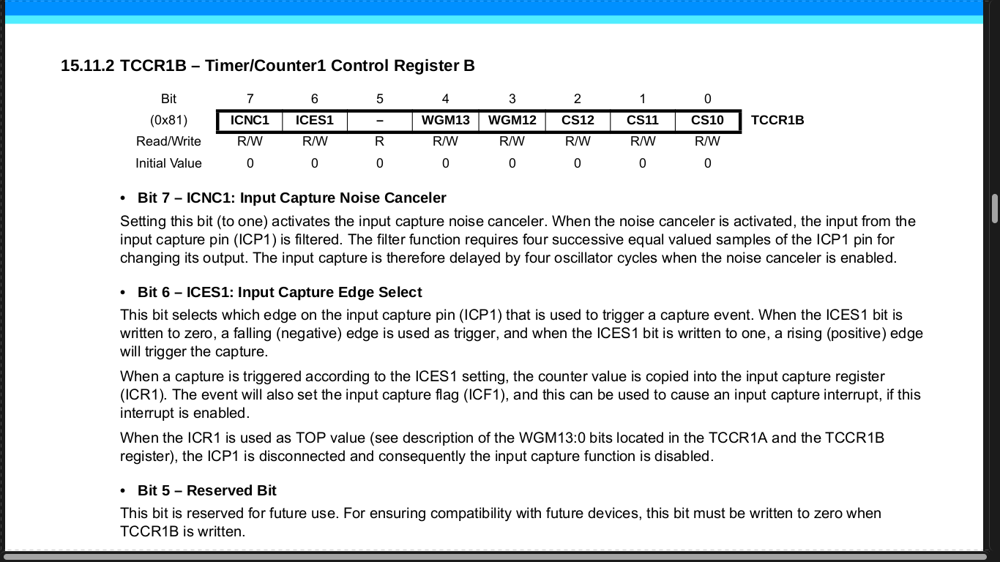 15.11.2 TCCR1B – Timer/Counter1 Control Register B
Bit 7 6 5 4 3 2 1 0
(0x81) ICNC1 ICES1 – WGM13 WGM12 CS12 CS11 CS10 TCCR1B
Read/Write R/W R/W R R/W R/W R/W R/W R/W
Initial Value 0 0 0 0 0 0 0 0
• Bit 7 – ICNC1: Input Capture Noise Canceler
Setting this bit (to one) activates the input capture noise canceler. When the noise canceler is activated, the input from the
input capture pin (ICP1) is filtered. The filter function requires four successive equal valued samples of the ICP1 pin for
changing its output. The input capture is therefore delayed by four oscillator cycles when the noise canceler is enabled.
• Bit 6 – ICES1: Input Capture Edge Select
This bit selects which edge on the input capture pin (ICP1) that is used to trigger a capture event. When the ICES1 bit is
written to zero, a falling (negative) edge is used as trigger, and when the ICES1 bit is written to one, a rising (positive) edge
will trigger the capture.
When a capture is triggered according to the ICES1 setting, the counter value is copied into the input capture register
(ICR1). The event will also set the input capture flag (ICF1), and this can be used to cause an input capture interrupt, if this
interrupt is enabled.
When the ICR1 is used as TOP value (see description of the WGM13:0 bits located in the TCCR1A and the TCCR1B
register), the ICP1 is disconnected and consequently the input capture function is disabled.
• Bit 5 – Reserved Bit
This bit is reserved for future use. For ensuring compatibility with future devices, this bit must be written to zero when
TCCR1B is written.